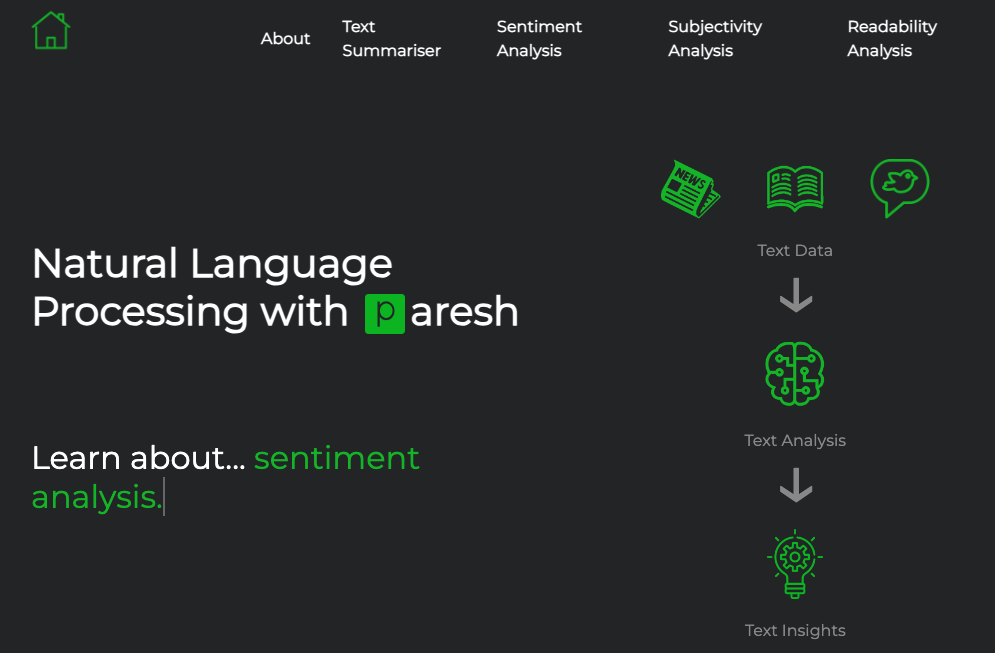 About
Text
Summariser
Sentiment
Analysis
Subjectivity
Analysis
Readability
Analysis
NEWS
Natural Language
Processing with paresh
Learn about... sentiment
analysis.
Text Data
Text Analysis
Text Insights